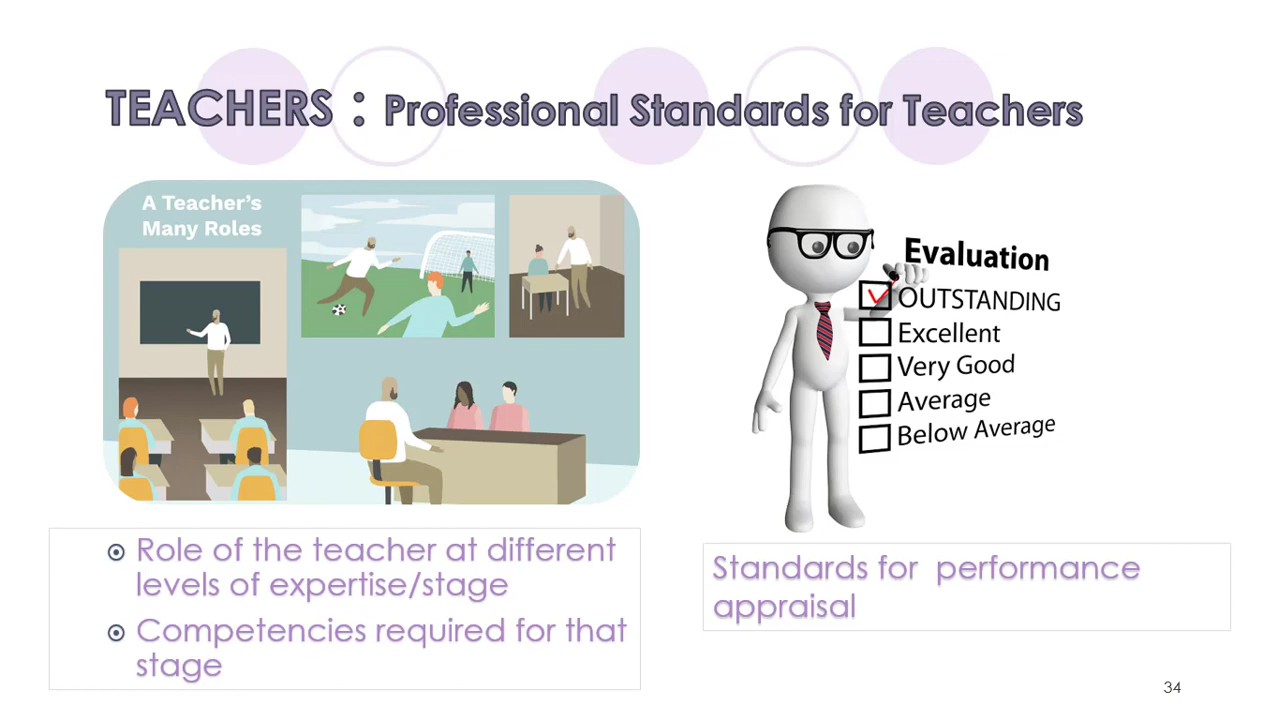 TEACHERS : Professional Standards for Teachers
A Teacher's
Many Roles
Evaluation
OUTSTANDING
Excellent
Very Good
Average
Below Average
Role of the teacher at different
levels of expertise/stage
Competencies required for that
stage
Standards for performance
appraisal
34